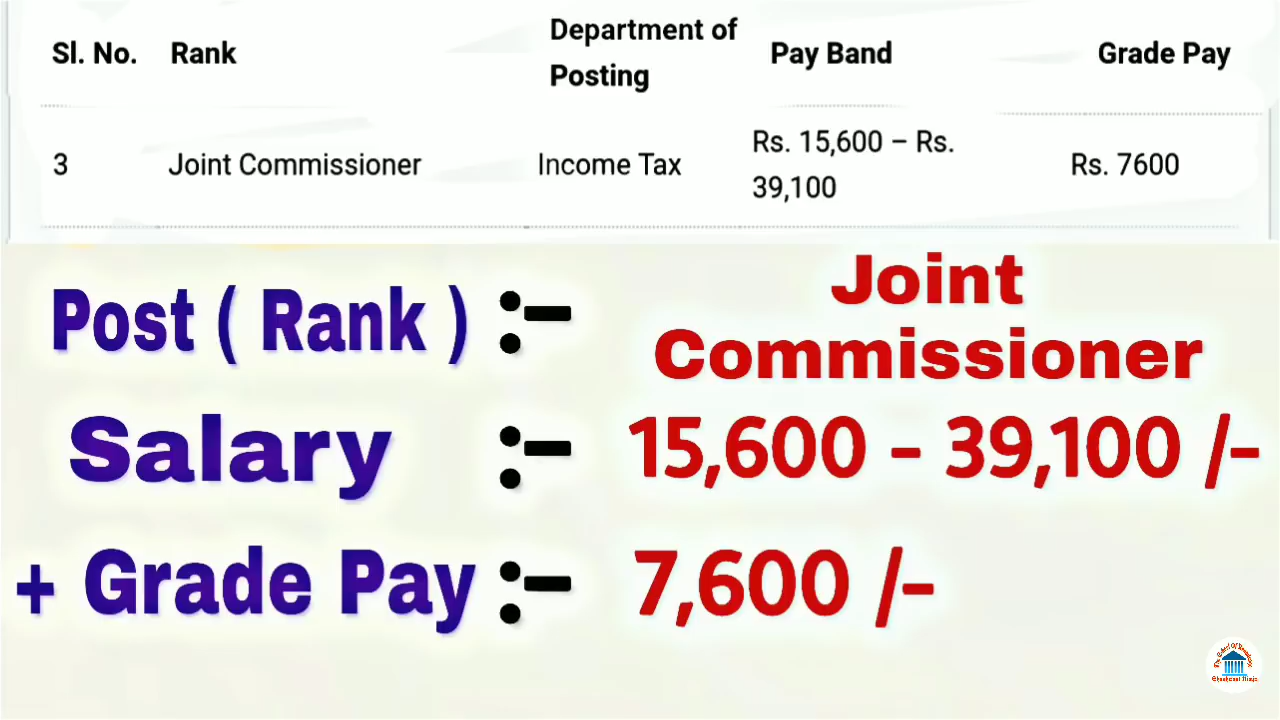 Sl. No. Rank Department of Posting Pay Band Grade Pay
3 Joint Commissioner Income Tax Rs. 15,600 – Rs. 39,100 Rs. 7600
Post ( Rank ) :- Joint Commissioner
Salary :- 15,600 - 39,100 /-
+ Grade Pay :- 7,600 /-